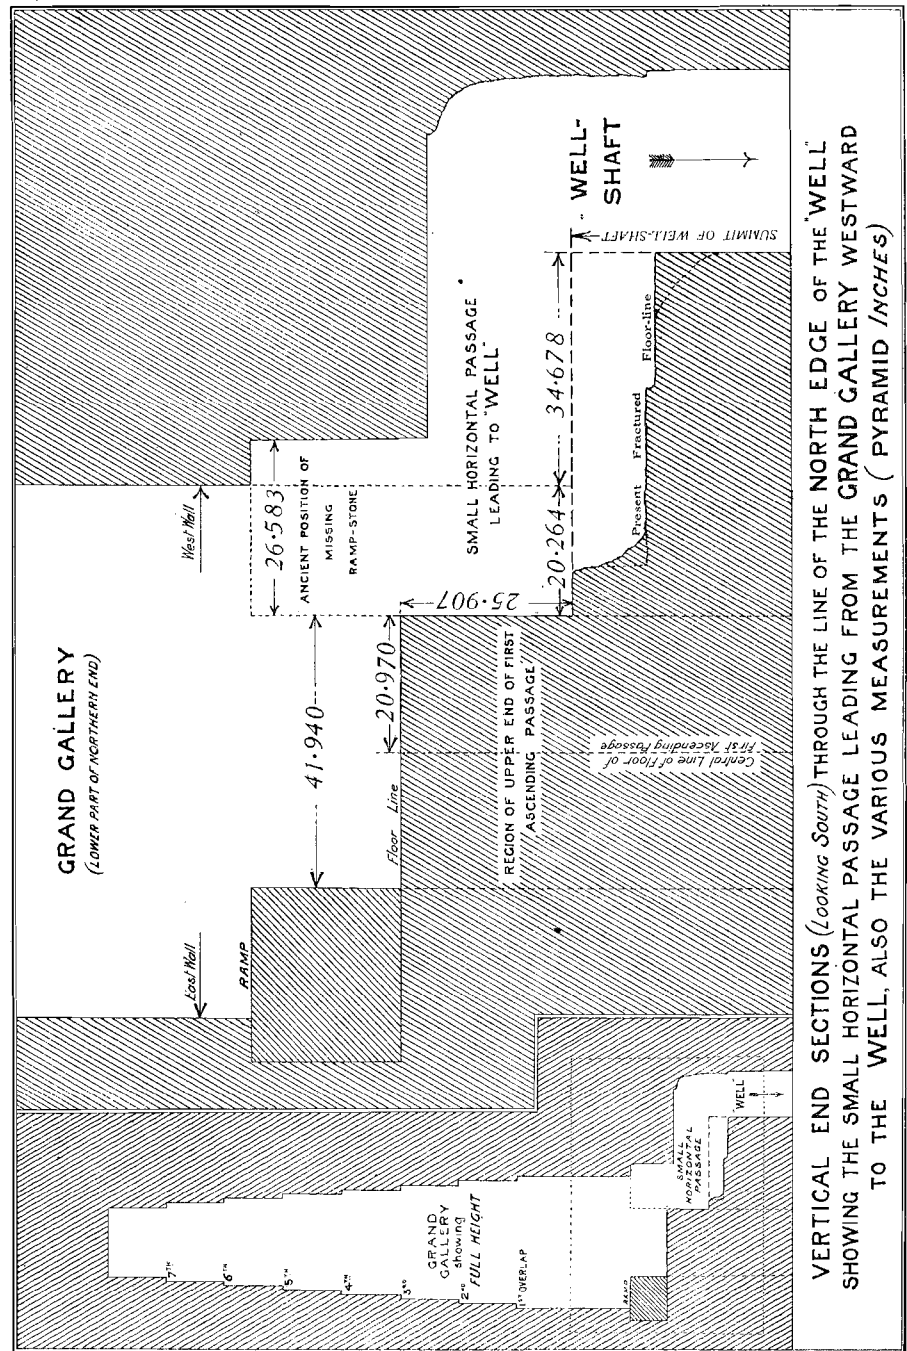 GRAND GALLERY
(LOWER PART OF NORTHERN END)
East Wall
West Wall
RAMP
41·940
26·583
ANCIENT POSITION OF
MISSING
RAMP-STONE
Floor Line
20·970
25·907
SMALL HORIZONTAL PASSAGE
LEADING TO "WELL"
REGION OF UPPER END OF FIRST
ASCENDING PASSAGE
Central Line of Floor of
First Ascending Passage
20·264
34·678
Present Fractured Floor-line
"WELL-
SHAFT
SUMMIT OF WELL-SHAFT
7TH
6TH
5TH
4TH
3RD
2ND
1ST OVERLAP
GRAND
GALLERY
showing
FULL HEIGHT
RAMP
SMALL
HORIZONTAL
PASSAGE
WELL
VERTICAL END SECTIONS (LOOKING SOUTH) THROUGH THE LINE OF THE NORTH EDGE OF THE "WELL"
SHOWING THE SMALL HORIZONTAL PASSAGE LEADING FROM THE GRAND GALLERY WESTWARD
TO THE WELL, ALSO THE VARIOUS MEASUREMENTS (PYRAMID INCHES)